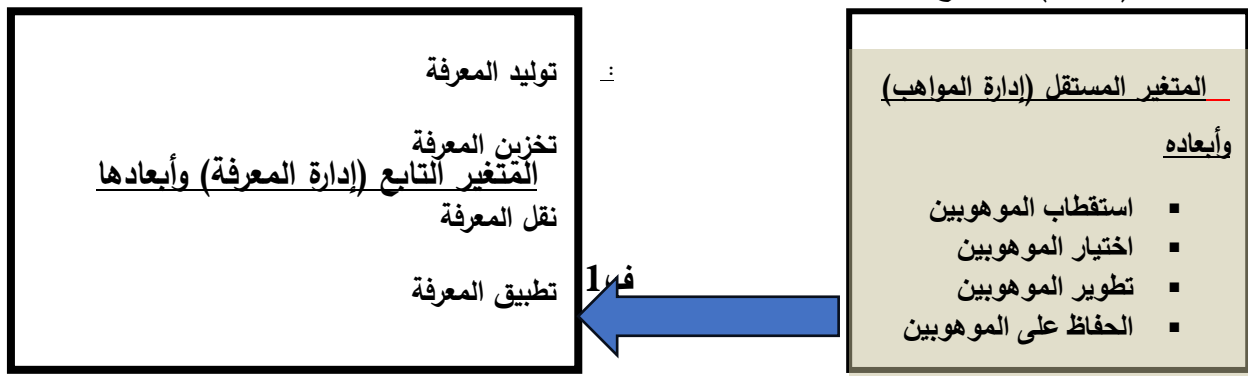 المتغير المستقل (إدارة المواهب)
وأبعاده
▪ استقطاب الموهوبين
▪ اختيار الموهوبين
▪ تطوير الموهوبين
▪ الحفاظ على الموهوبين
ف1
:
توليد المعرفة
تخزين المعرفة
المتغير التابع (إدارة المعرفة) وأبعادها
نقل المعرفة
تطبيق المعرفة